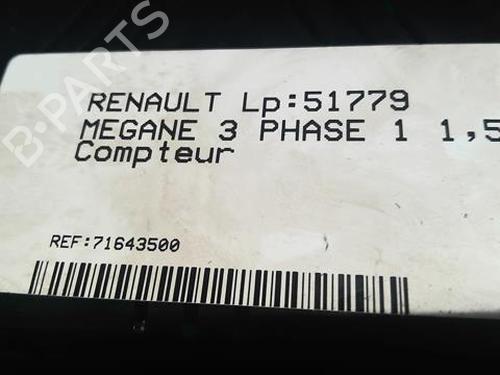 B-PARTS
RENAULT Lp:51779
MEGANE 3 PHASE 1 1,5
Compteur
REF:71643500